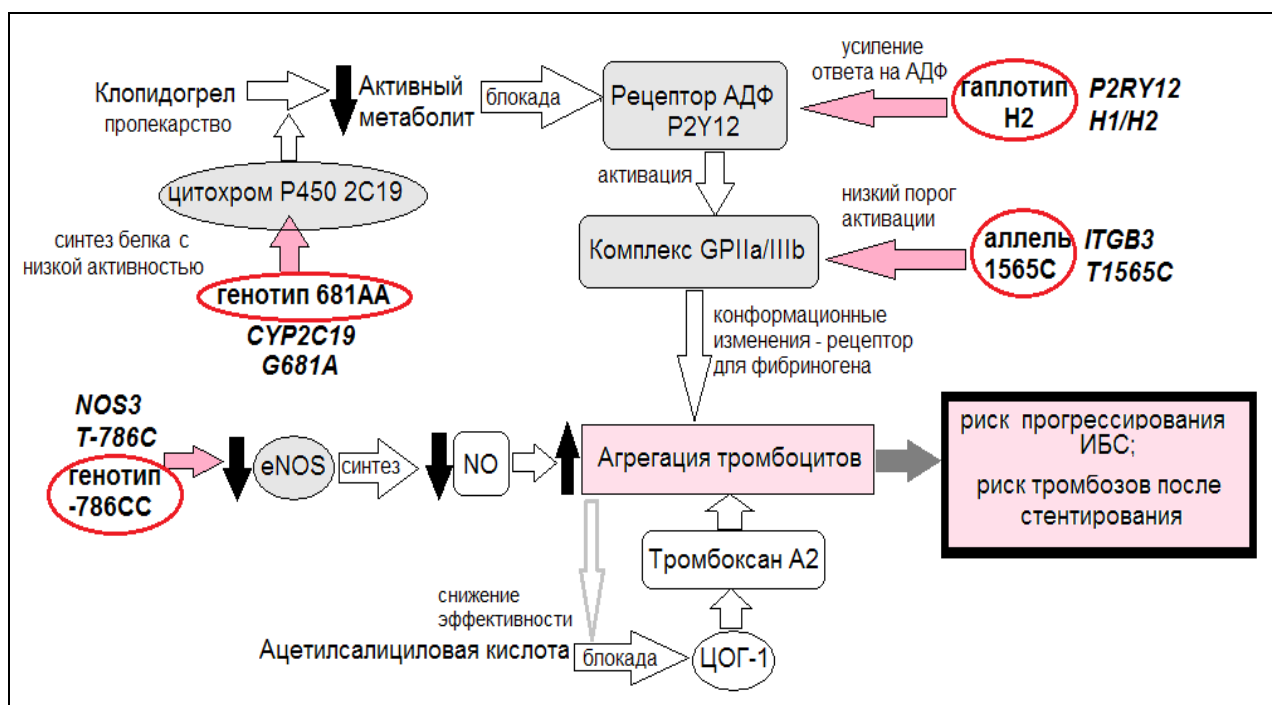 усиление
ответа на АДФ
гаплотип
H2
P2RY12
H1/H2
Клопидогрел
пролекарство
Активный
метаболит
блокада
Рецептор АДФ
P2Y12
цитохром P450 2C19
активация
низкий порог
активации
синтез белка с
низкой активностью
Комплекс GPIIa/IIIb
аллель
1565C
ITGB3
T1565C
генотип 681AA
CYP2C19
G681A
конформационные
изменения - рецептор
для фибриногена
NOS3
T-786C
генотип
-786CC
eNOS
синтез
NO
Агрегация тромбоцитов
риск прогрессирования
ИБС;
риск тромбозов после
стентирования
Тромбоксан А2
снижение
эффективности
Ацетилсалициловая кислота
блокада
ЦОГ-1